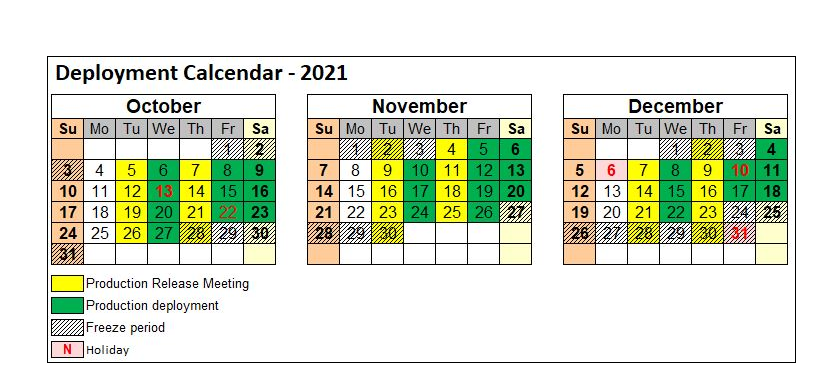 Deployment Calcendar - 2021
October November December
Su Mo Tu We Th Fr Sa Su Mo Tu We Th Fr Sa Su Mo Tu We Th Fr Sa
1 2 1 2 3 4 5 6 1 2 3 4
3 4 5 6 7 8 9 7 8 9 10 11 12 13 5 6 7 8 9 10 11
10 11 12 13 14 15 16 14 15 16 17 18 19 20 12 13 14 15 16 17 18
17 18 19 20 21 22 23 21 22 23 24 25 26 27 19 20 21 22 23 24 25
24 25 26 27 28 29 30 28 29 30 26 27 28 29 30 31
31
Production Release Meeting
Production deployment
Freeze period
N Holiday